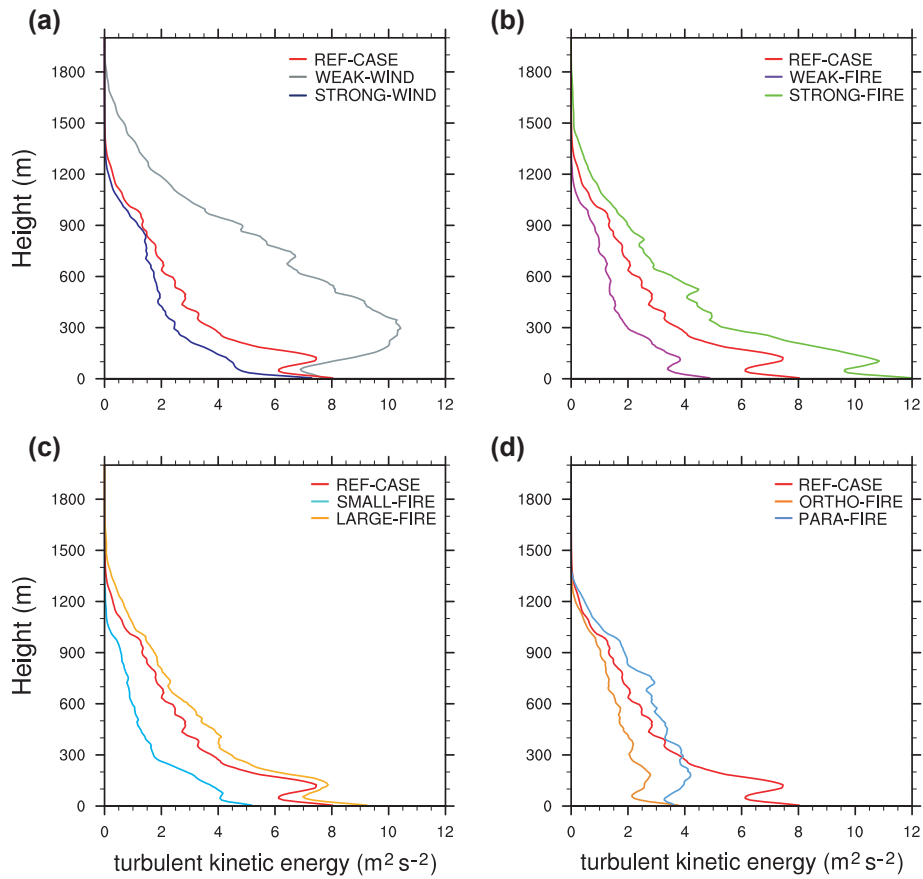 (a)
REF-CASE
WEAK-WIND
STRONG-WIND
Height (m)
1800
1500
1200
900
600
300
0
0 2 4 6 8 10 12
(b)
REF-CASE
WEAK-FIRE
STRONG-FIRE
1800
1500
1200
900
600
300
0
0 2 4 6 8 10 12
(c)
REF-CASE
SMALL-FIRE
LARGE-FIRE
Height (m)
1800
1500
1200
900
600
300
0
0 2 4 6 8 10 12
turbulent kinetic energy (m² s⁻²)
(d)
REF-CASE
ORTHO-FIRE
PARA-FIRE
1800
1500
1200
900
600
300
0
0 2 4 6 8 10 12
turbulent kinetic energy (m² s⁻²)